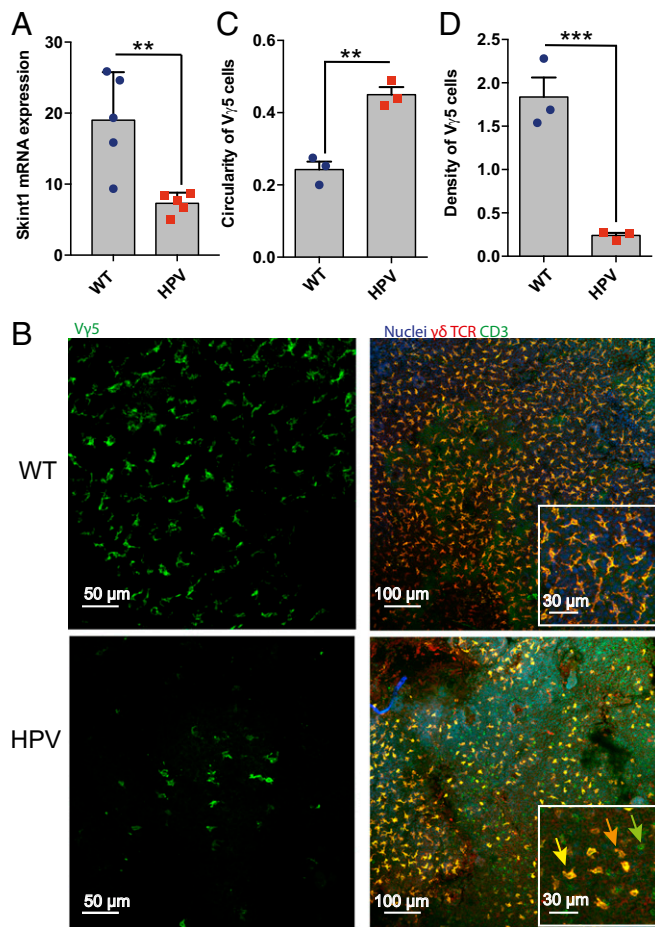 A
Skint1 mRNA expression
30
20
10
0
**
WT
HPV
C
Circularity of Vγ5 cells
0.6
0.4
0.2
0.0
**
WT
HPV
D
Density of Vγ5 cells
2.5
2.0
1.5
1.0
0.5
0.0
***
WT
HPV
B
Vγ5
Nuclei γδ TCR CD3
WT
50 μm
100 μm
30 μm
HPV
50 μm
100 μm
30 μm